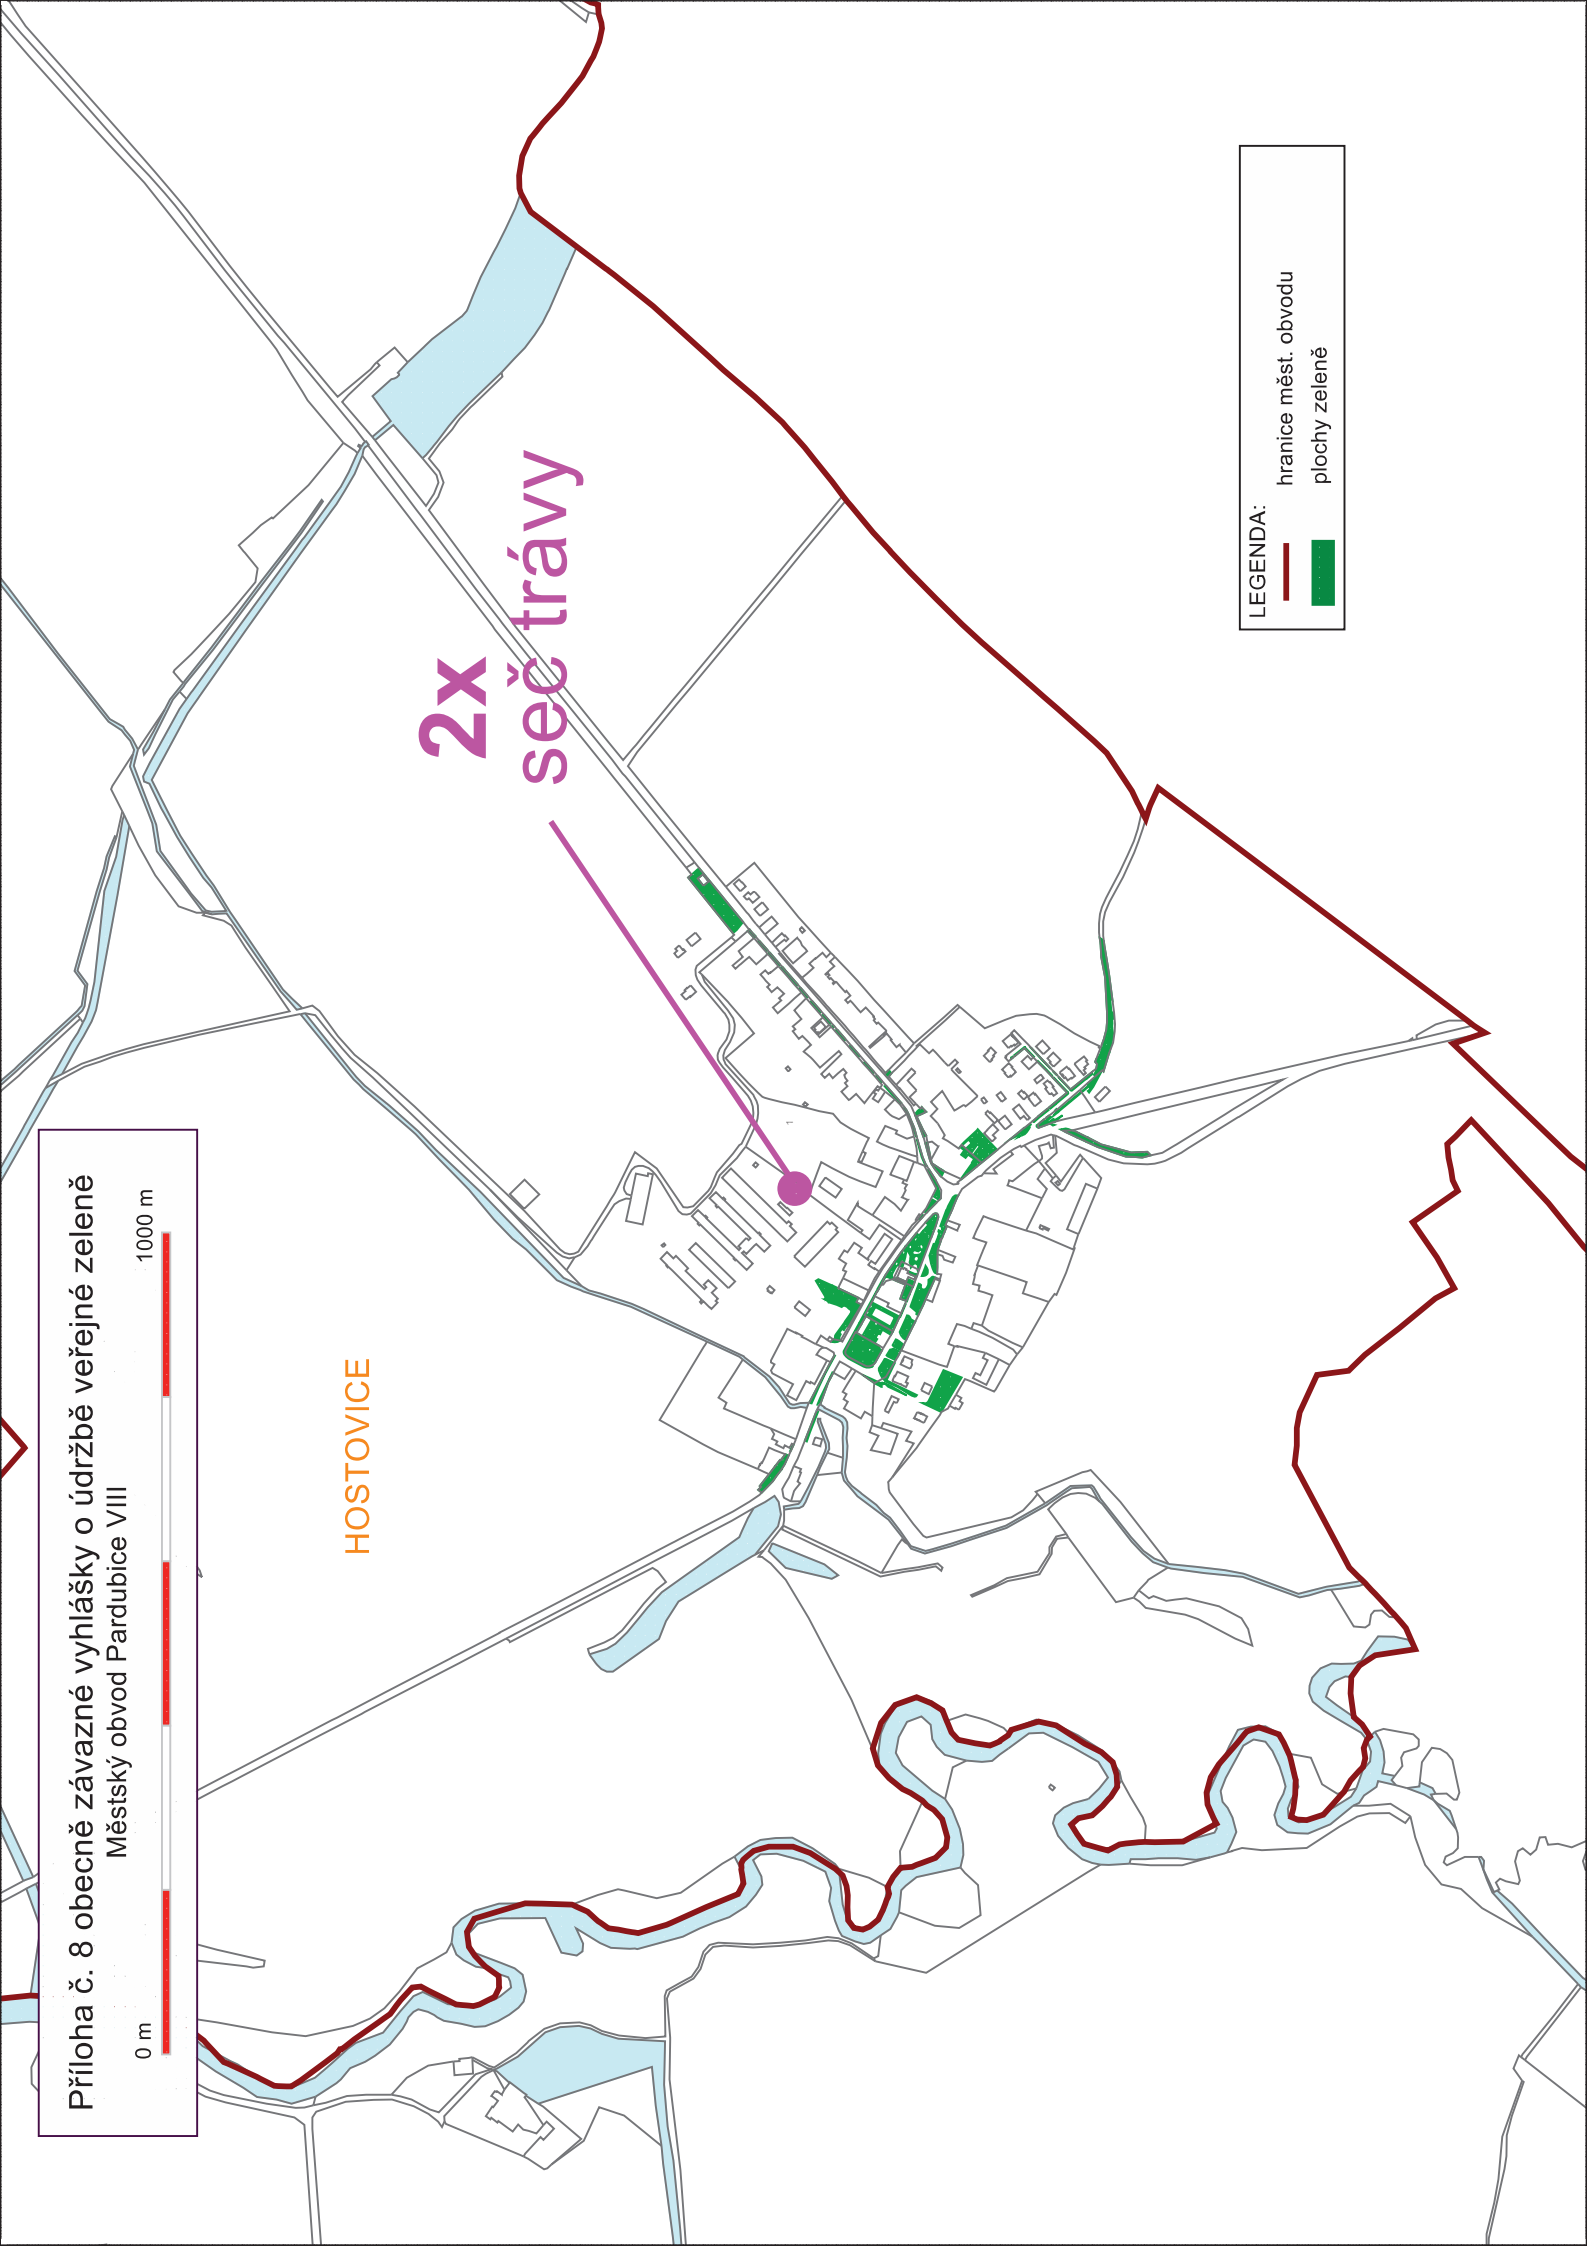 Příloha č. 8 obecně závazné vyhlášky o údržbě veřejné zeleně
Městský obvod Pardubice VIII
0 m
1000 m
HOSTOVICE
2x
seč trávy
LEGENDA:
hranice měst. obvodu
plochy zeleně